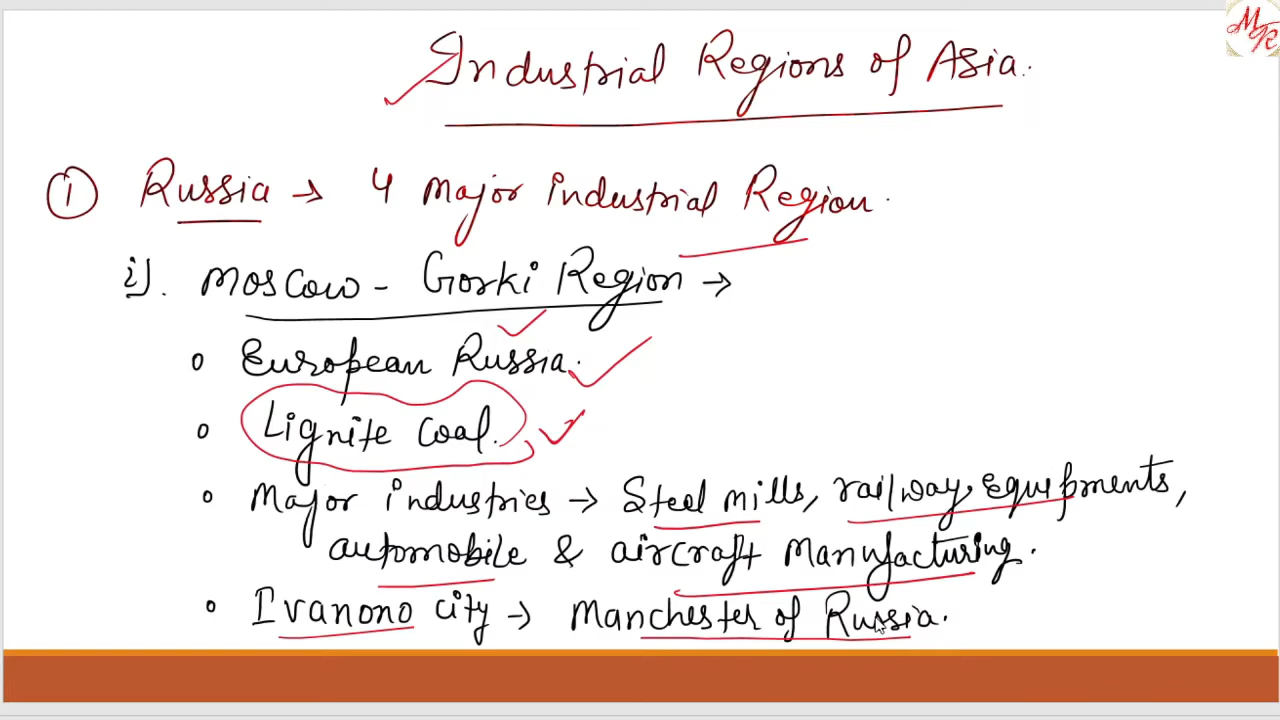 MR
Industrial Regions of Asia.
① Russia → 4 Major industrial Region.
i). Moscow - Gorki Region →
o European Russia.
o Lignite Coal.
o Major industries → Steel mills, railway equipments,
automobile & aircraft Manufacturing.
o Ivanono city → Manchester of Russia.